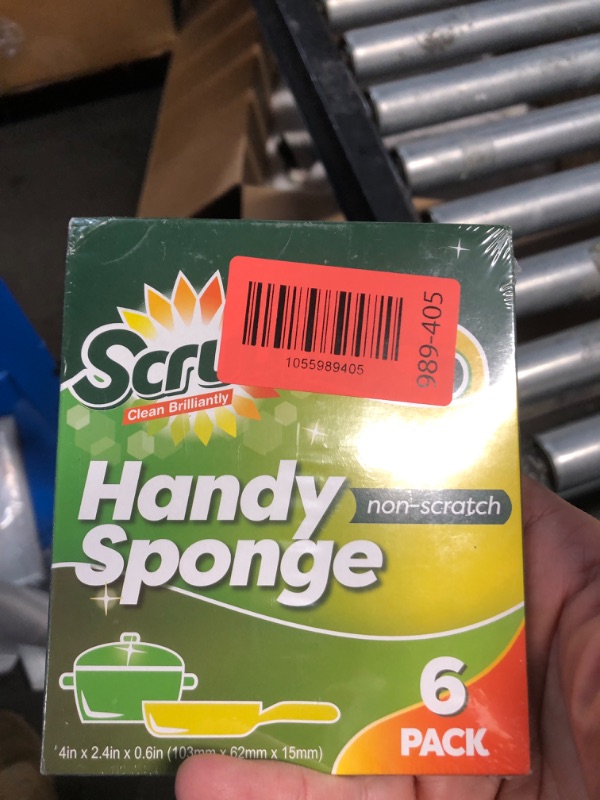 Scru
Clean Brilliantly
1055989405
989-405
Handy
non-scratch
Sponge
6
PACK
4in x 2.4in x 0.6in (103mm x 62mm x 15mm)